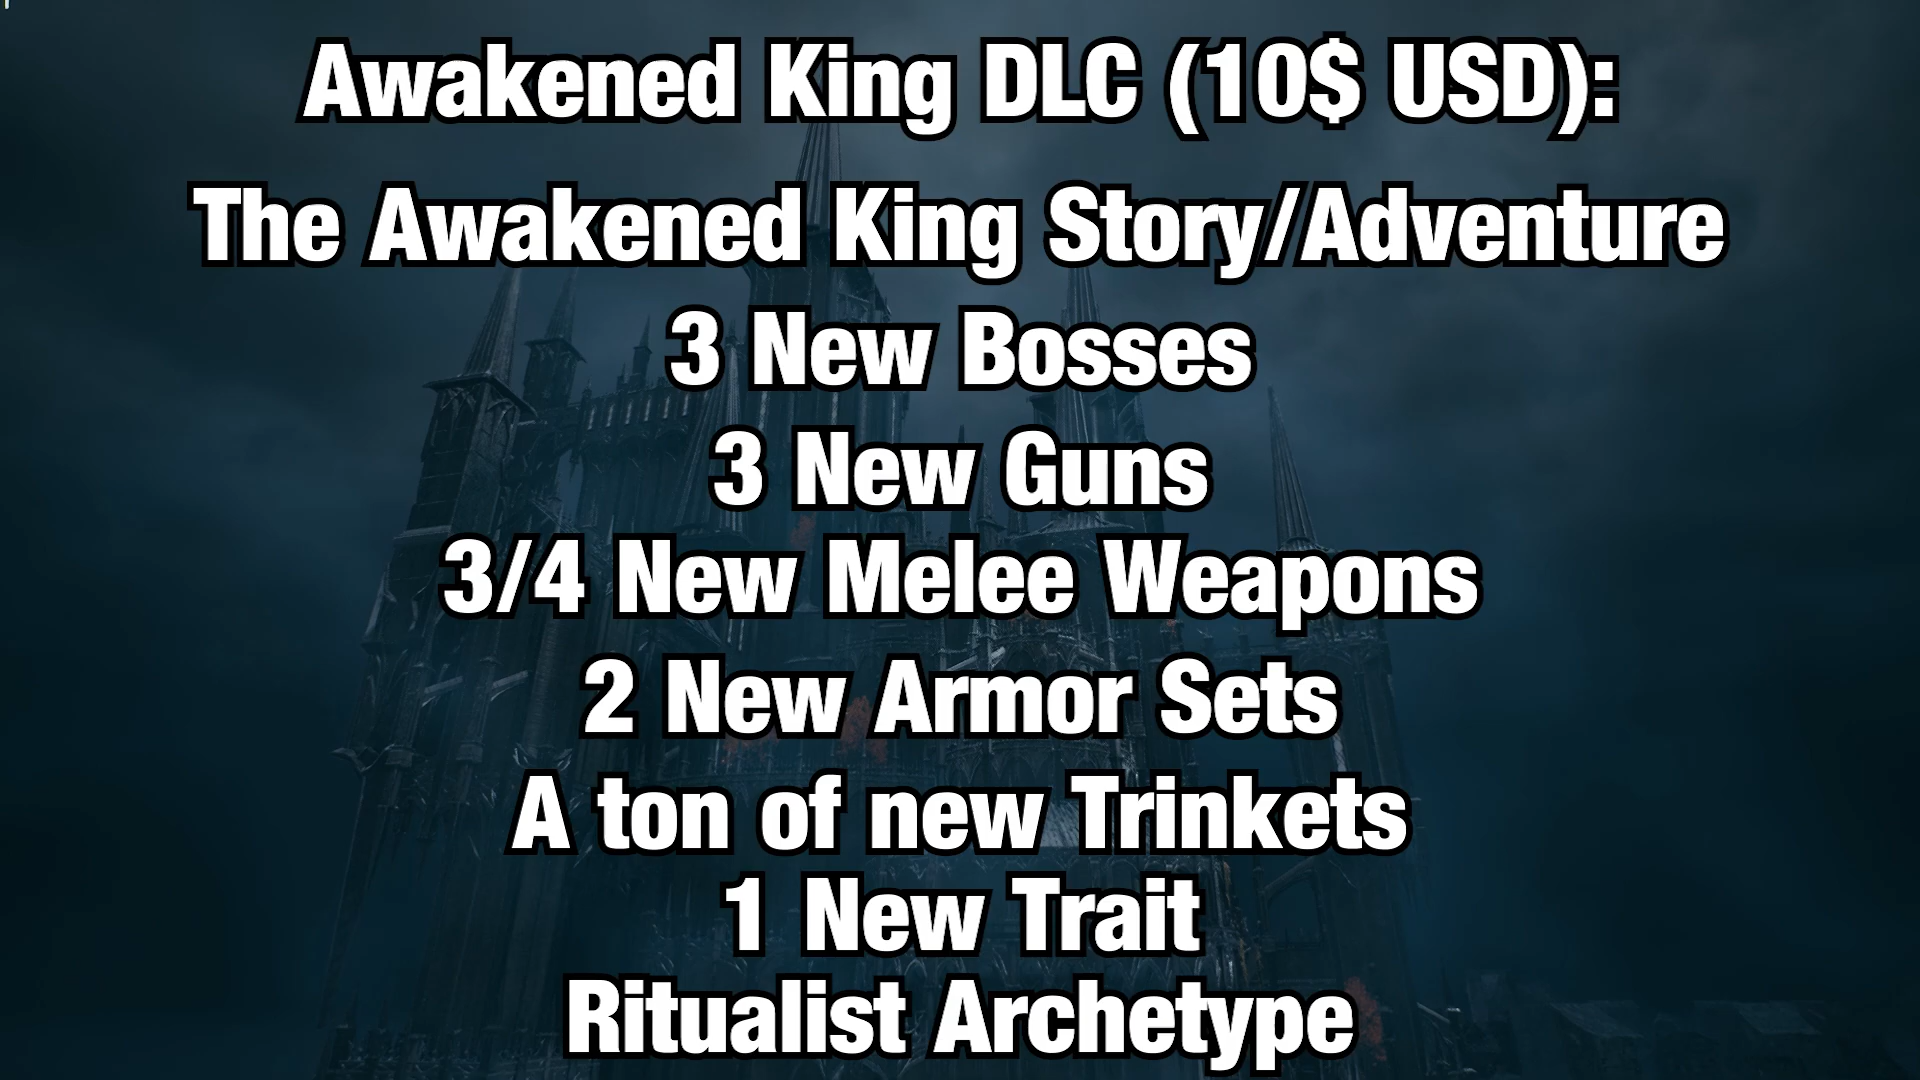 Awakened King DLC (10$ USD):
The Awakened King Story/Adventure
3 New Bosses
3 New Guns
3/4 New Melee Weapons
2 New Armor Sets
A ton of new Trinkets
1 New Trait
Ritualist Archetype